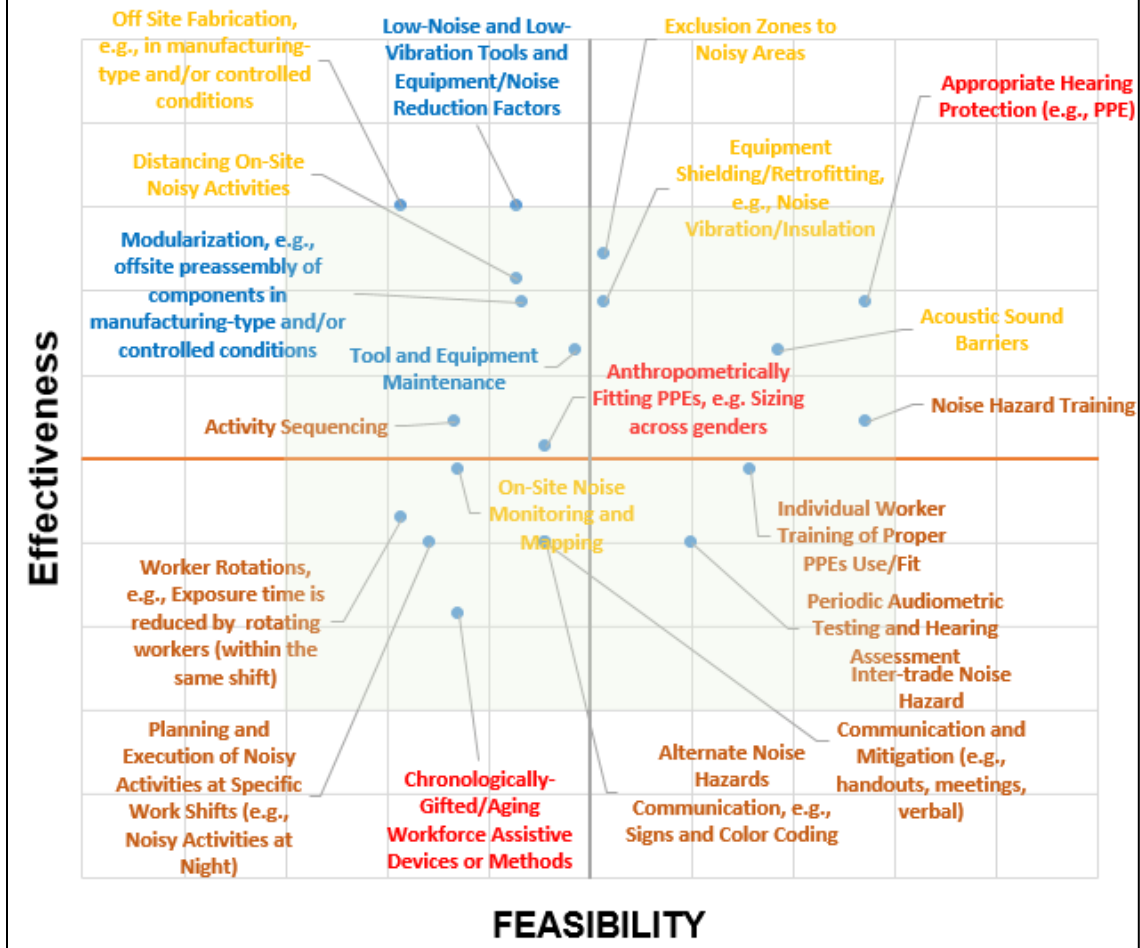 Off Site Fabrication,
e.g., in manufacturing-
type and/or controlled
conditions
Low-Noise and Low-
Vibration Tools and
Equipment/Noise
Reduction Factors
Exclusion Zones to
Noisy Areas
Appropriate Hearing
Protection (e.g., PPE)
Distancing On-Site
Noisy Activities
Equipment
Shielding/Retrofitting,
e.g., Noise
Vibration/Insulation
Modularization, e.g.,
offsite preassembly of
components in
manufacturing-type and/or
controlled conditions
Acoustic Sound
Barriers
Tool and Equipment
Maintenance
Anthropometrically
Fitting PPEs, e.g. Sizing
across genders
Activity Sequencing
Noise Hazard Training
Effectiveness
On-Site Noise
Monitoring and
Mapping
Individual Worker
Training of Proper
PPEs Use/Fit
Worker Rotations,
e.g., Exposure time is
reduced by rotating
workers (within the
same shift)
Periodic Audiometric
Testing and Hearing
Assessment
Inter-trade Noise
Hazard
Communication and
Mitigation (e.g.,
handouts, meetings,
verbal)
Planning and
Execution of Noisy
Activities at Specific
Work Shifts (e.g.,
Noisy Activities at
Night)
Chronologically-
Gifted/Aging
Workforce Assistive
Devices or Methods
Alternate Noise
Hazards
Communication, e.g.,
Signs and Color Coding
FEASIBILITY